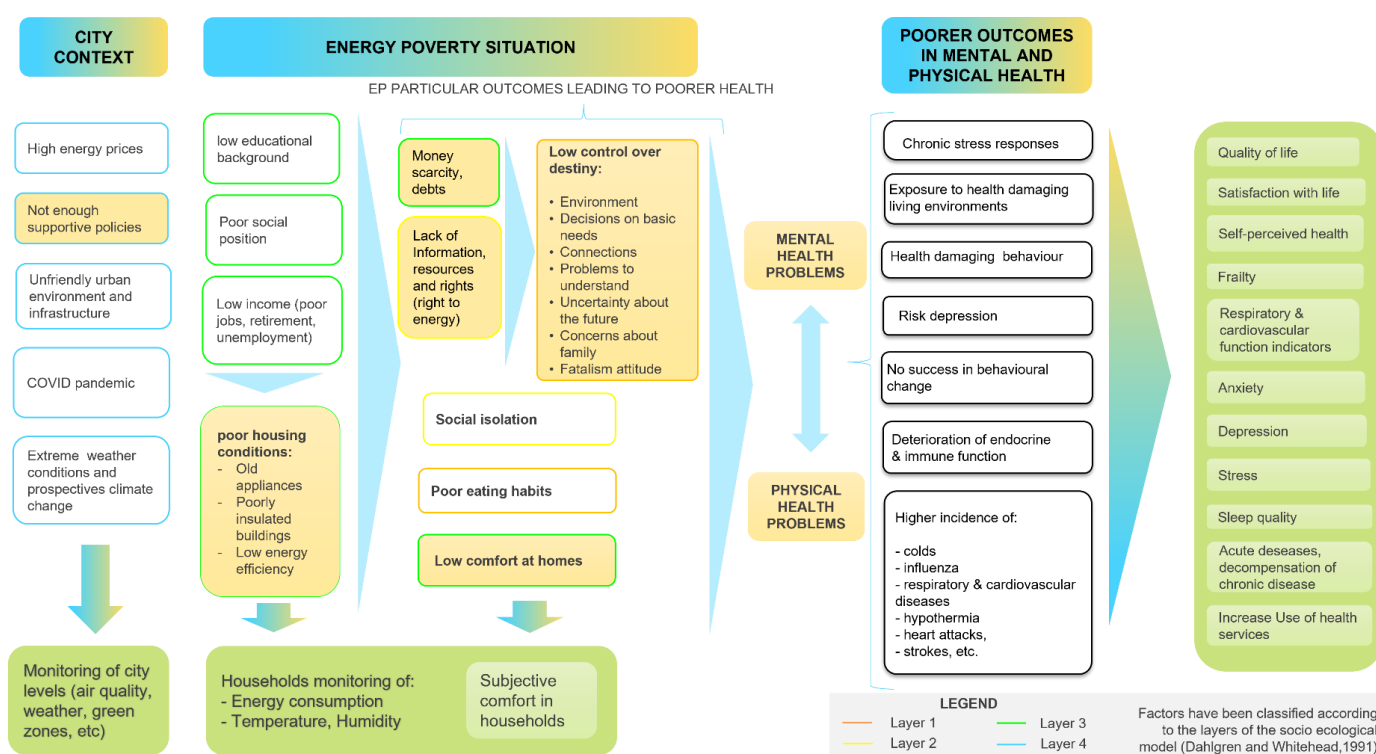 CITY
CONTEXT
ENERGY POVERTY SITUATION
POORER OUTCOMES
IN MENTAL AND
PHYSICAL HEALTH
EP PARTICULAR OUTCOMES LEADING TO POORER HEALTH
High energy prices
Not enough
supportive policies
Unfriendly urban
environment and
infrastructure
COVID pandemic
Extreme weather
conditions and
prospectives climate
change
Monitoring of city
levels (air quality,
weather, green
zones, etc)
low educational
background
Poor social
position
Low income (poor
jobs, retirement,
unemployment)
poor housing
conditions:
- Old
appliances
- Poorly
insulated
buildings
- Low energy
efficiency
Money
scarcity,
debts
Lack of
Information,
resources
and rights
(right to
energy)
Low control over
destiny:
• Environment
• Decisions on basic
needs
• Connections
• Problems to
understand
• Uncertainty about
the future
• Concerns about
family
• Fatalism attitude
Social isolation
Poor eating habits
Low comfort at homes
Households monitoring of:
- Energy consumption
- Temperature, Humidity
Subjective
comfort in
households
MENTAL
HEALTH
PROBLEMS
PHYSICAL
HEALTH
PROBLEMS
Chronic stress responses
Exposure to health damaging
living environments
Health damaging behaviour
Risk depression
No success in behavioural
change
Deterioration of endocrine
& immune function
Higher incidence of:
- colds
- influenza
- respiratory & cardiovascular
diseases
- hypothermia
- heart attacks,
- strokes, etc.
Quality of life
Satisfaction with life
Self-perceived health
Frailty
Respiratory &
cardiovascular
function indicators
Anxiety
Depression
Stress
Sleep quality
Acute deseases,
decompensation of
chronic disease
Increase Use of health
services
LEGEND
Layer 1
Layer 2
Layer 3
Layer 4
Factors have been classified according
to the layers of the socio ecological
model (Dahlgren and Whitehead,1991)